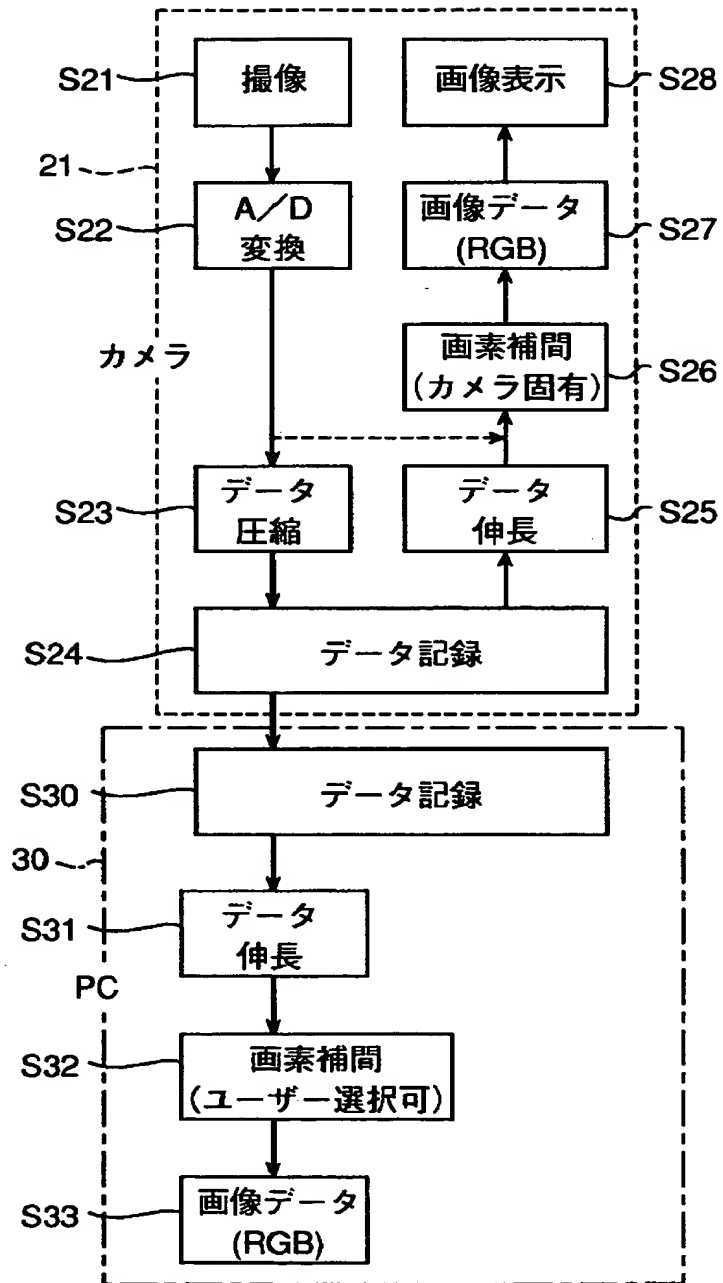 S21
撮像
画像表示
S28
21
S22
A/D
変換
画像データ
(RGB)
S27
カメラ
画素補間
(カメラ固有)
S26
S23
データ
圧縮
データ
伸長
S25
S24
データ記録
S30
データ記録
30
S31
データ
伸長
PC
S32
画素補間
(ユーザー選択可)
S33
画像データ
(RGB)